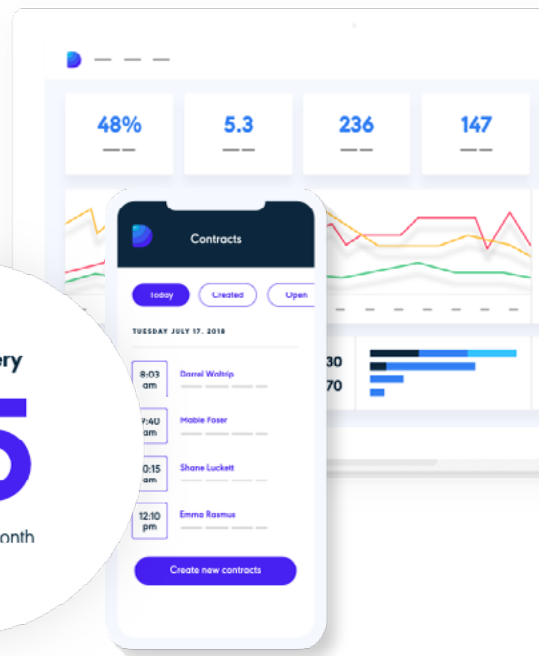 48% 5.3 236 147
Contracts
Today Created Open
TUESDAY JULY 17. 2018
8:03 am Darrel Waltrip
7:40 am Mable Foser
0:15 am Shane Luckett
12:10 pm Emma Rasmus
Create new contracts
30
70
ery
5
onth